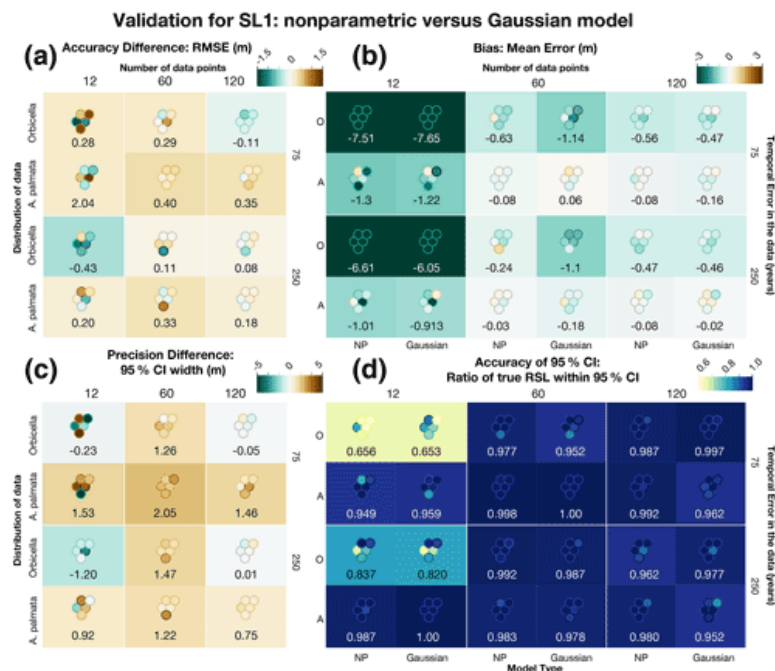 Validation for SL1: nonparametric versus Gaussian model
(a) Accuracy Difference: RMSE (m)
-1.5 0 1.5
Number of data points
12 60 120
Distribution of data
Orbicella 0.28 0.29 -0.11
A. palmata 2.04 0.40 0.35
75
Orbicella -0.43 0.11 0.08
A. palmata 0.20 0.33 0.18
250
(b) Bias: Mean Error (m)
-3 0 3
Number of data points
12 60 120
O -7.51 -7.65 -0.63 -1.14 -0.56 -0.47
A -1.3 -1.22 -0.08 0.06 -0.08 -0.16
75
O -6.61 -6.05 -0.24 -1.1 -0.47 -0.46
A -1.01 -0.913 -0.03 -0.18 -0.08 -0.02
250
Temporal Error in the data (years)
NP Gaussian NP Gaussian NP Gaussian
(c) Precision Difference:
95 % CI width (m)
-5 0 5
12 60 120
Distribution of data
Orbicella -0.23 1.26 -0.05
A. palmata 1.53 2.05 1.46
75
Orbicella -1.20 1.47 0.01
A. palmata 0.92 1.22 0.75
250
(d) Accuracy of 95 % CI:
Ratio of true RSL within 95 % CI
0.6 0.8 1.0
12 60 120
O 0.656 0.653 0.977 0.952 0.987 0.997
A 0.949 0.959 0.998 1.00 0.992 0.962
75
O 0.837 0.820 0.992 0.987 0.962 0.977
A 0.987 1.00 0.983 0.978 0.980 0.952
250
Temporal Error in the data (years)
NP Gaussian NP Gaussian NP Gaussian
Model Type